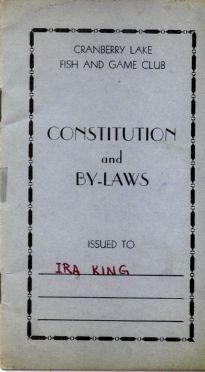 CRANBERRY LAKE
FISH AND GAME CLUB
CONSTITUTION
and
BY-LAWS
ISSUED TO
IRA KING